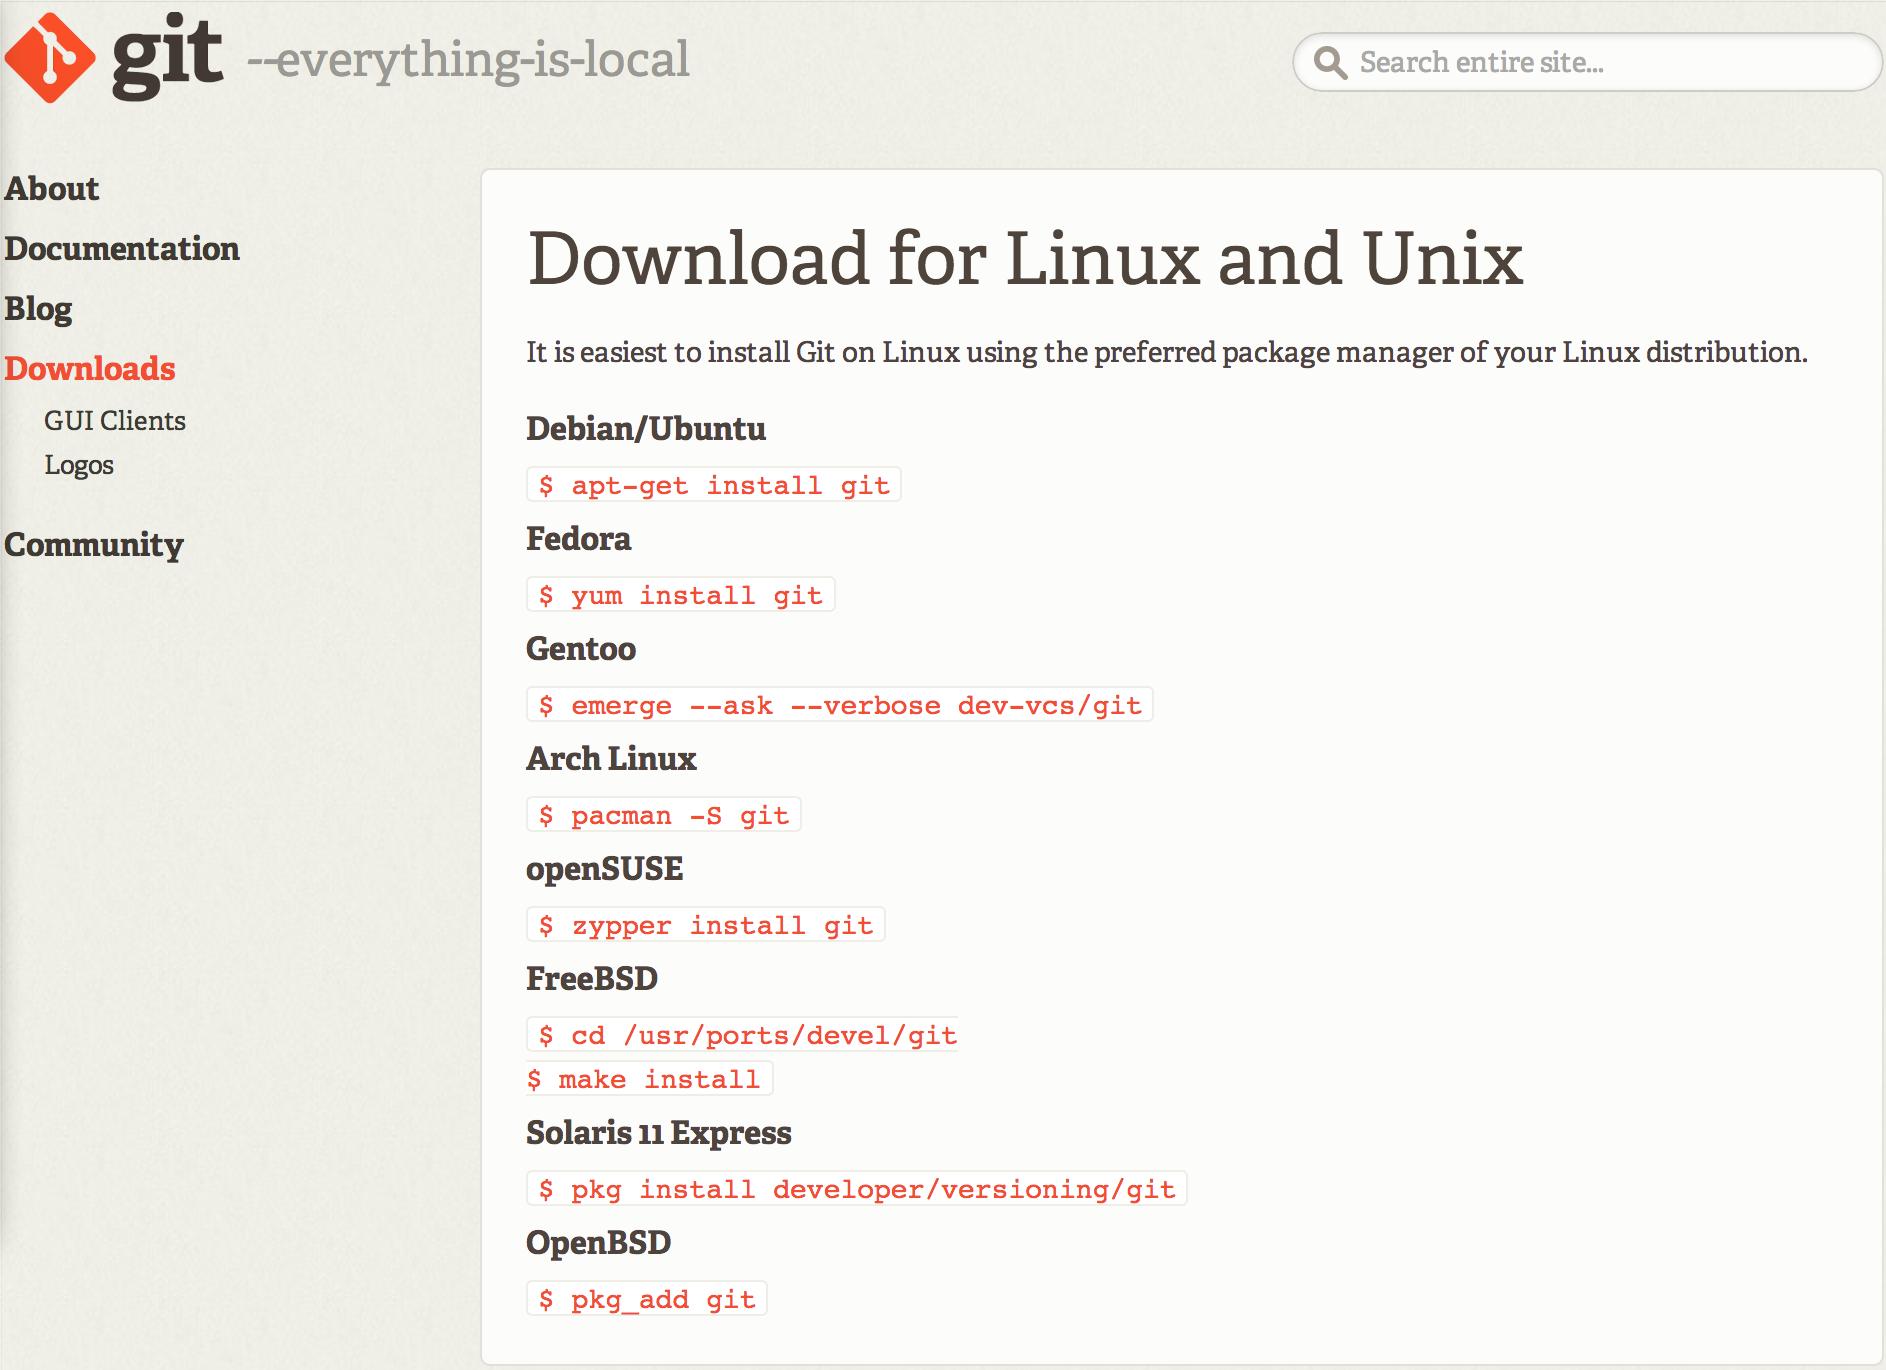 git --everything-is-local
Search entire site...
About
Documentation
Blog
Downloads
GUI Clients
Logos
Community
Download for Linux and Unix
It is easiest to install Git on Linux using the preferred package manager of your Linux distribution.
Debian/Ubuntu
$ apt-get install git
Fedora
$ yum install git
Gentoo
$ emerge --ask --verbose dev-vcs/git
Arch Linux
$ pacman -S git
openSUSE
$ zypper install git
FreeBSD
$ cd /usr/ports/devel/git
$ make install
Solaris 11 Express
$ pkg install developer/versioning/git
OpenBSD
$ pkg_add git